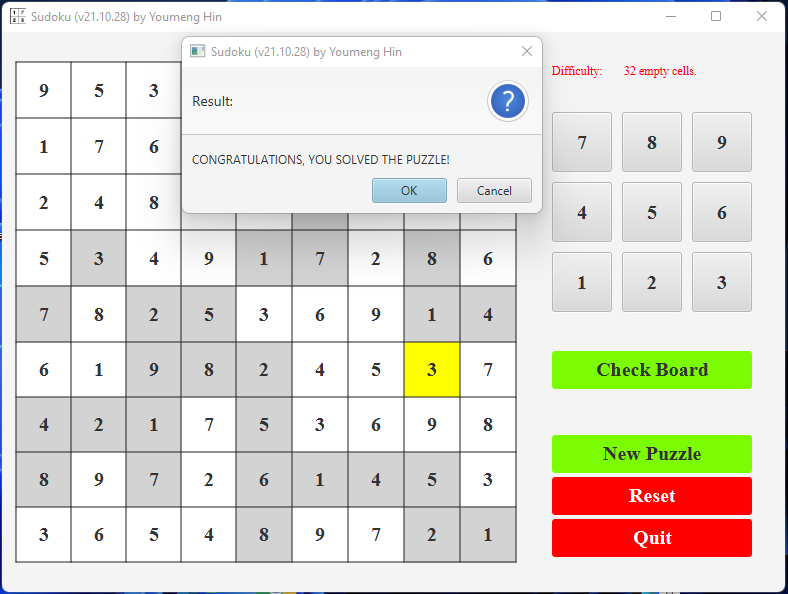 Sudoku (v21.10.28) by Youmeng Hin
Sudoku (v21.10.28) by Youmeng Hin
Result:
?
CONGRATULATIONS, YOU SOLVED THE PUZZLE!
OK Cancel
Difficulty: 32 empty cells.
9 5 3
1 7 6
2 4 8
5 3 4 9 1 7 2 8 6
7 8 2 5 3 6 9 1 4
6 1 9 8 2 4 5 3 7
4 2 1 7 5 3 6 9 8
8 9 7 2 6 1 4 5 3
3 6 5 4 8 9 7 2 1
7 8 9
4 5 6
1 2 3
Check Board
New Puzzle
Reset
Quit